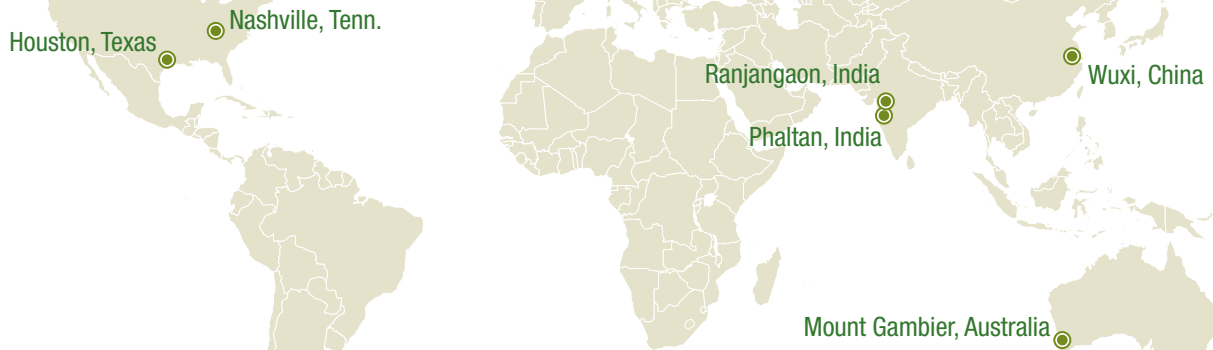 Nashville, Tenn.
Houston, Texas
Ranjangaon, India
Wuxi, China
Phaltan, India
Mount Gambier, Australia